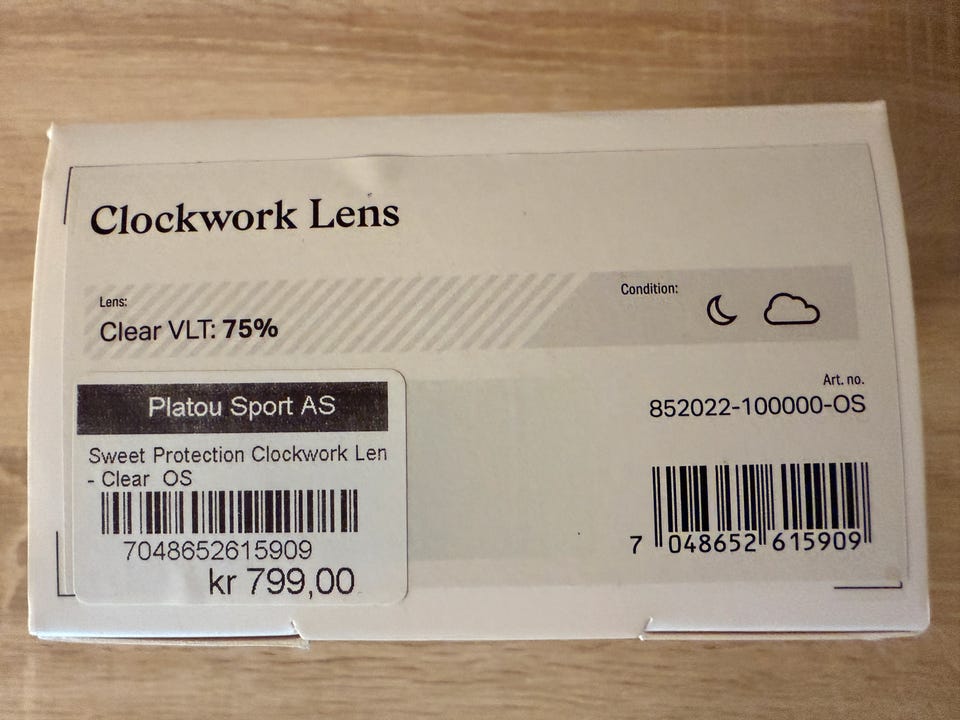 Clockwork Lens
Lens:
Clear VLT: 75%
Condition:
Art. no.
852022-100000-OS
Platou Sport AS
Sweet Protection Clockwork Len
- Clear OS
7048652615909
kr 799,00
7 048652 615909